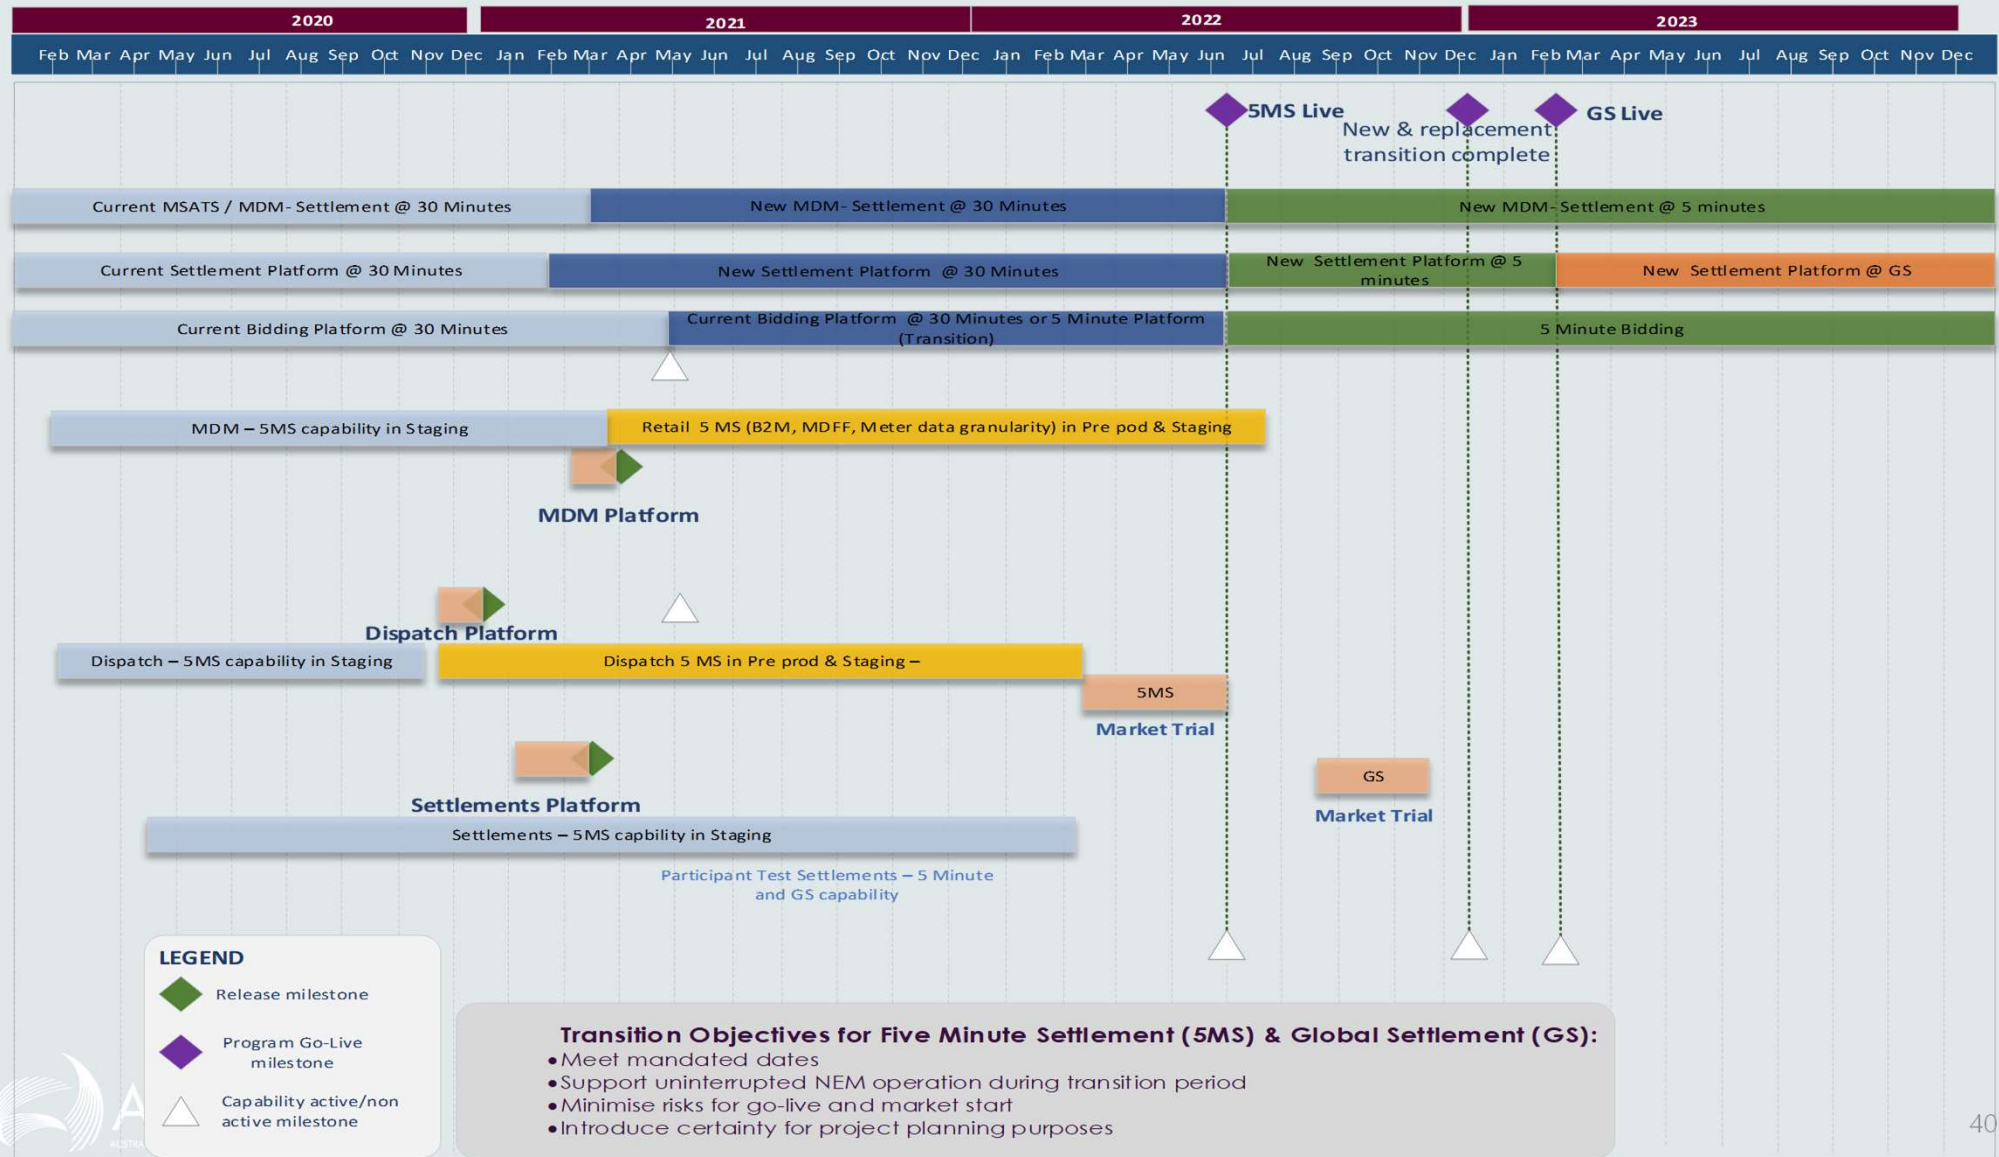 2020
2021
2022
2023
Feb Mar Apr May Jun Jul Aug Sep Oct Nov Dec Jan Feb Mar Apr May Jun Jul Aug Sep Oct Nov Dec Jan Feb Mar Apr May Jun Jul Aug Sep Oct Nov Dec Jan Feb Mar Apr May Jun Jul Aug Sep Oct Nov Dec
5MS Live
New & replacement
transition complete
GS Live
Current MSATS / MDM- Settlement @ 30 Minutes
New MDM- Settlement @ 30 Minutes
New MDM- Settlement @ 5 minutes
Current Settlement Platform @ 30 Minutes
New Settlement Platform @ 30 Minutes
New Settlement Platform @ 5
minutes
New Settlement Platform @ GS
Current Bidding Platform @ 30 Minutes
Current Bidding Platform @ 30 Minutes or 5 Minute Platform
(Transition)
5 Minute Bidding
MDM – 5MS capability in Staging
Retail 5 MS (B2M, MDFF, Meter data granularity) in Pre pod & Staging
MDM Platform
Dispatch Platform
Dispatch – 5MS capability in Staging
Dispatch 5 MS in Pre prod & Staging –
5MS
Market Trial
GS
Market Trial
Settlements Platform
Settlements – 5MS capbility in Staging
Participant Test Settlements – 5 Minute
and GS capability
LEGEND
Release milestone
Program Go-Live
milestone
Capability active/non
active milestone
Transition Objectives for Five Minute Settlement (5MS) & Global Settlement (GS):
•Meet mandated dates
•Support uninterrupted NEM operation during transition period
•Minimise risks for go-live and market start
•Introduce certainty for project planning purposes
40